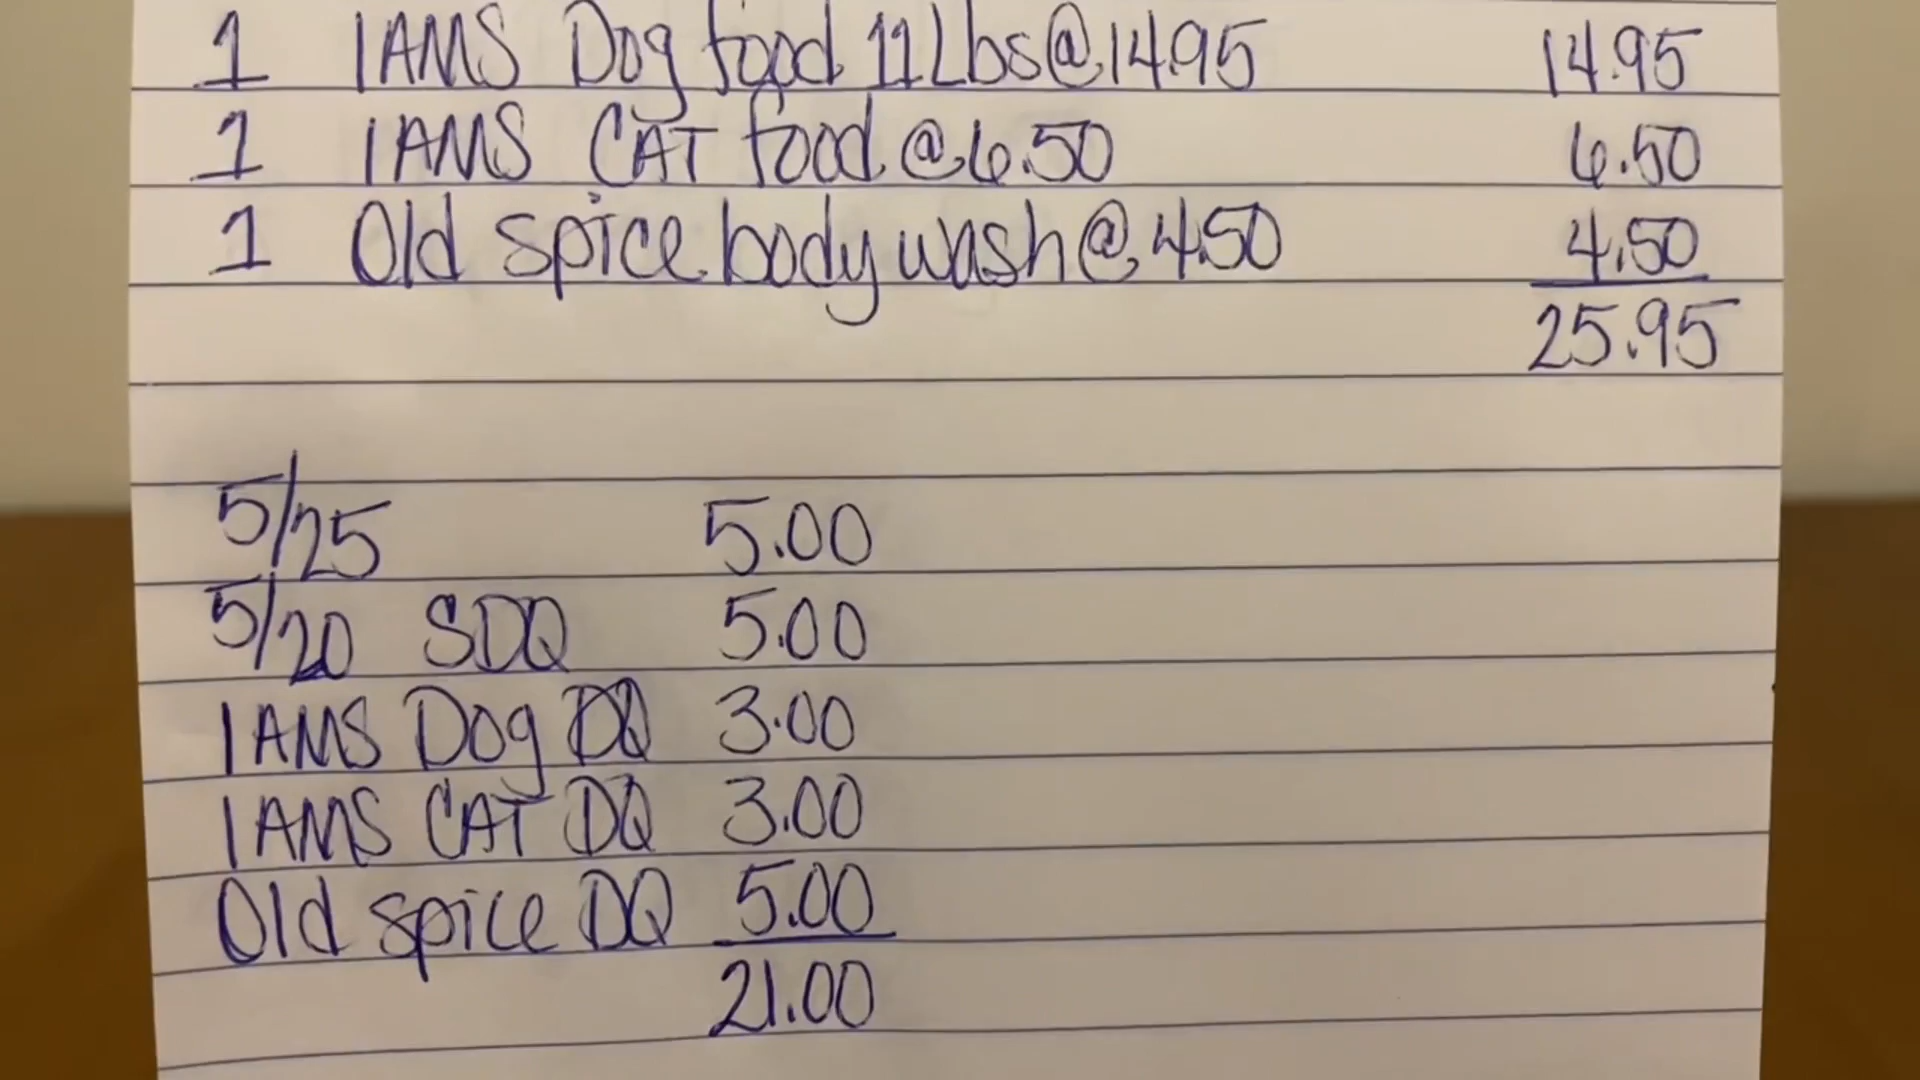 1 IAMS Dog food 11Lbs@14.95 14.95
1 IAMS CAT food @6.50 6.50
1 Old spice body wash@4.50 4.50
25.95
5/25 5.00
5/20 SDQ 5.00
IAMS Dog DQ 3.00
IAMS CAT DQ 3.00
Old spice DQ 5.00
21.00